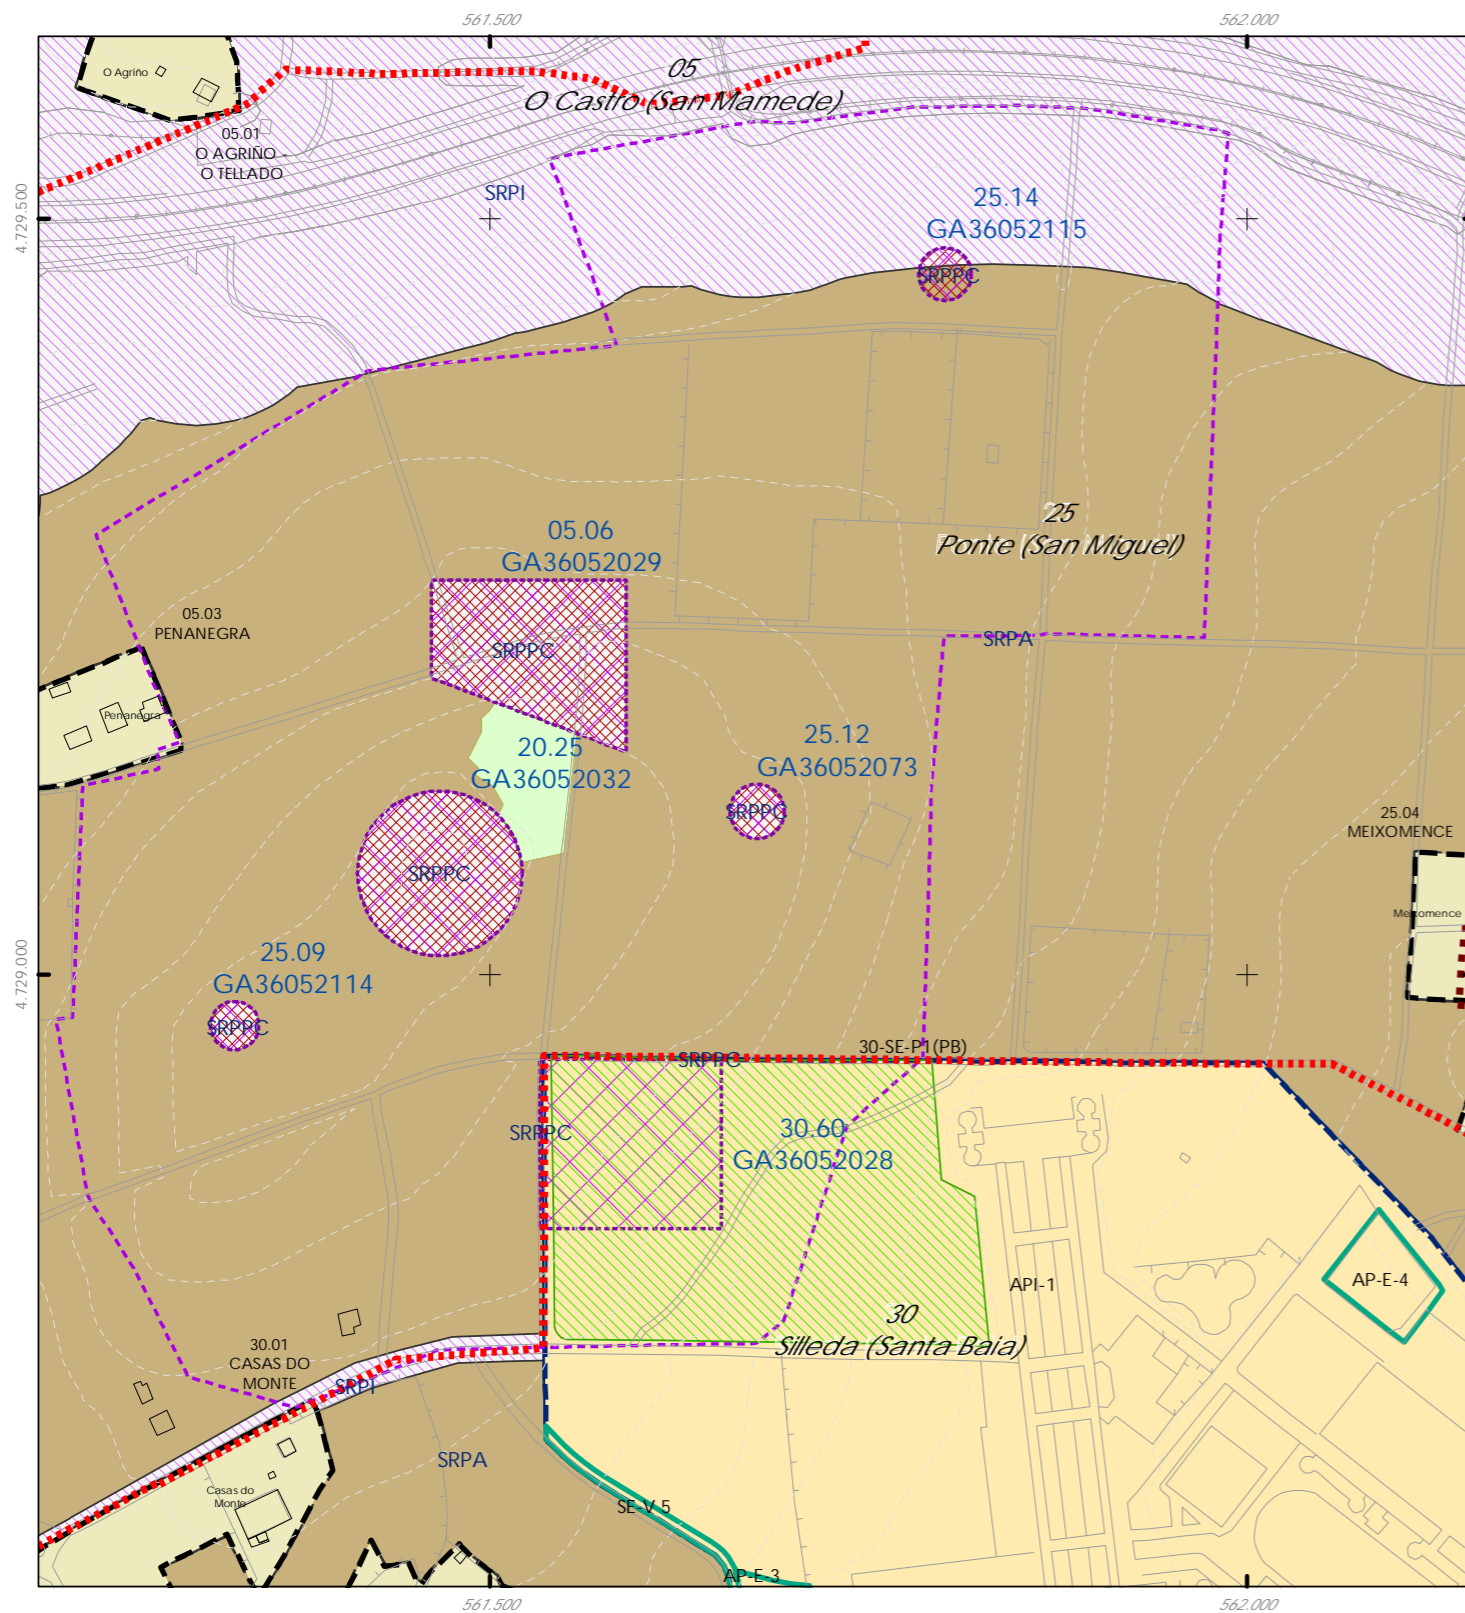 561.500
562.000
05
O Castro (San Mamede)
O Agriño
05.01
O AGRIÑO -
O TELLADO
SRPI
4.729.500
25.14
GA36052115
SRPPC
25
Ponte (San Miguel)
05.06
GA36052029
05.03
PENANEGRA
SRPPC
SRPA
Penanegra
20.25
GA36052032
25.12
GA36052073
SRPPC
25.04
MEIXOMENCE
SRPPC
Meixomence
25.09
GA36052114
4.729.000
SRPPC
30-SE-P1(PB)
SRPPC
SRPPC
30.60
GA36052028
API-1
AP-E-4
30
Silleda (Santa Baia)
30.01
CASAS DO
MONTE
SRPI
SRPA
Casas do
Monte
SE-V 5
AP-E-3
561.500
562.000